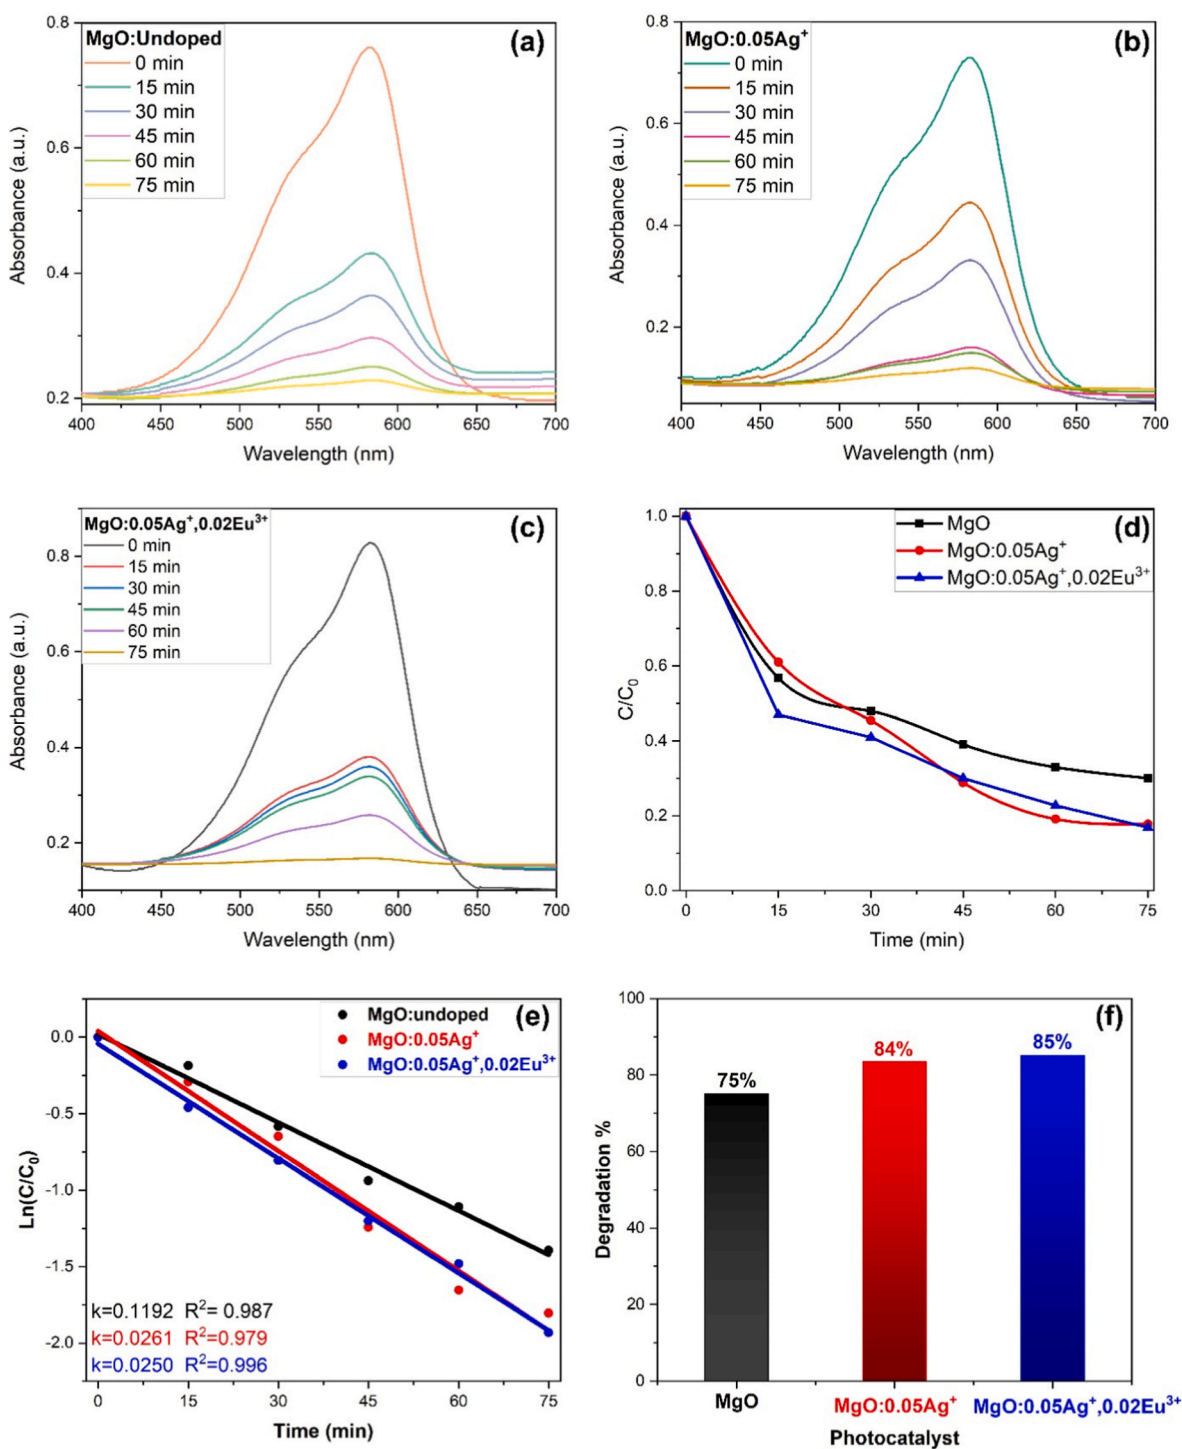 MgO:Undoped
0 min
15 min
30 min
45 min
60 min
75 min
(a)
0.8
0.6
0.4
0.2
Absorbance (a.u.)
400 450 500 550 600 650 700
Wavelength (nm)
MgO:0.05Ag⁺
0 min
15 min
30 min
45 min
60 min
75 min
(b)
0.8
0.6
0.4
0.2
Absorbance (a.u.)
400 450 500 550 600 650 700
Wavelength (nm)
MgO:0.05Ag⁺,0.02Eu³⁺
0 min
15 min
30 min
45 min
60 min
75 min
(c)
0.8
0.6
0.4
0.2
Absorbance (a.u.)
400 450 500 550 600 650 700
Wavelength (nm)
MgO
MgO:0.05Ag⁺
MgO:0.05Ag⁺,0.02Eu³⁺
(d)
1.0
0.8
0.6
0.4
0.2
0.0
C/C₀
0 15 30 45 60 75
Time (min)
MgO:undoped
MgO:0.05Ag⁺
MgO:0.05Ag⁺,0.02Eu³⁺
(e)
0.0
-0.5
-1.0
-1.5
-2.0
Ln(C/C₀)
k=0.1192 R²= 0.987
k=0.0261 R²=0.979
k=0.0250 R²=0.996
0 15 30 45 60 75
Time (min)
(f)
100
80
60
40
20
0
Degradation %
75%
84%
85%
MgO MgO:0.05Ag⁺ MgO:0.05Ag⁺,0.02Eu³⁺
Photocatalyst